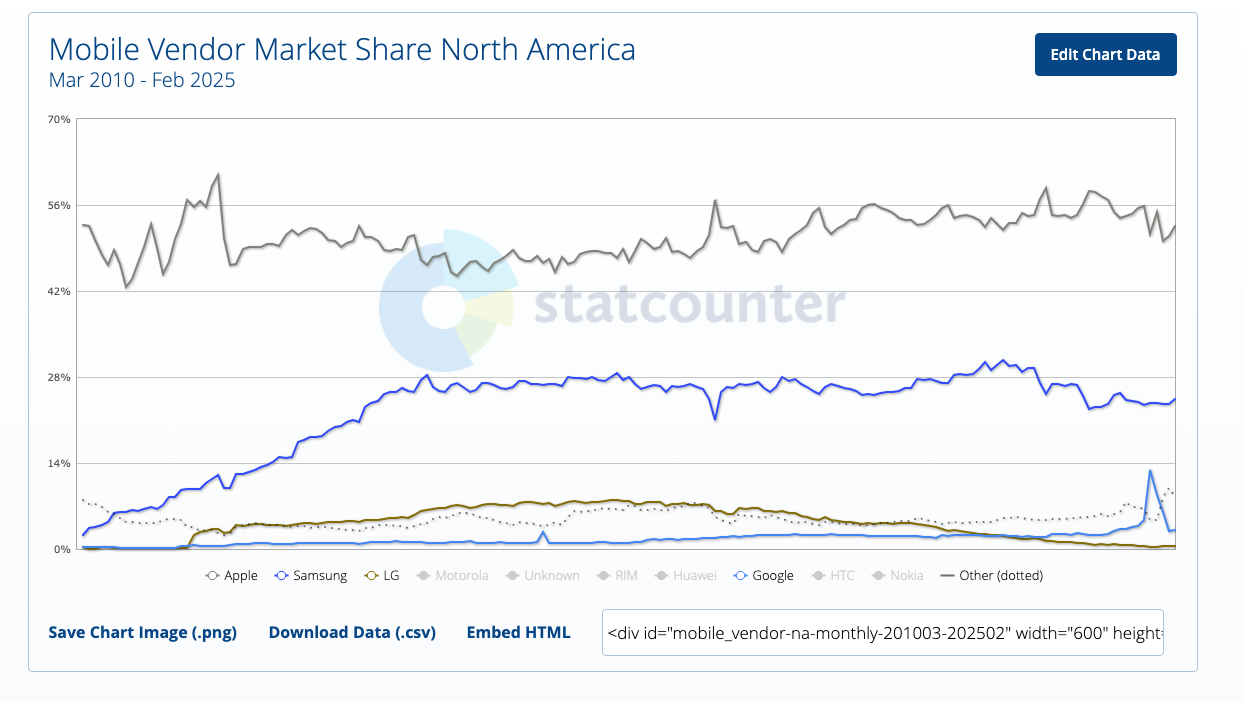 Mobile Vendor Market Share North America
Mar 2010 - Feb 2025
Edit Chart Data
70%
56%
42%
28%
14%
0%
statcounter
Apple Samsung LG Motorola Unknown RIM Huawei Google HTC Nokia Other (dotted)
Save Chart Image (.png) Download Data (.csv) Embed HTML <div id="mobile_vendor-na-monthly-201003-202502" width="600" height=